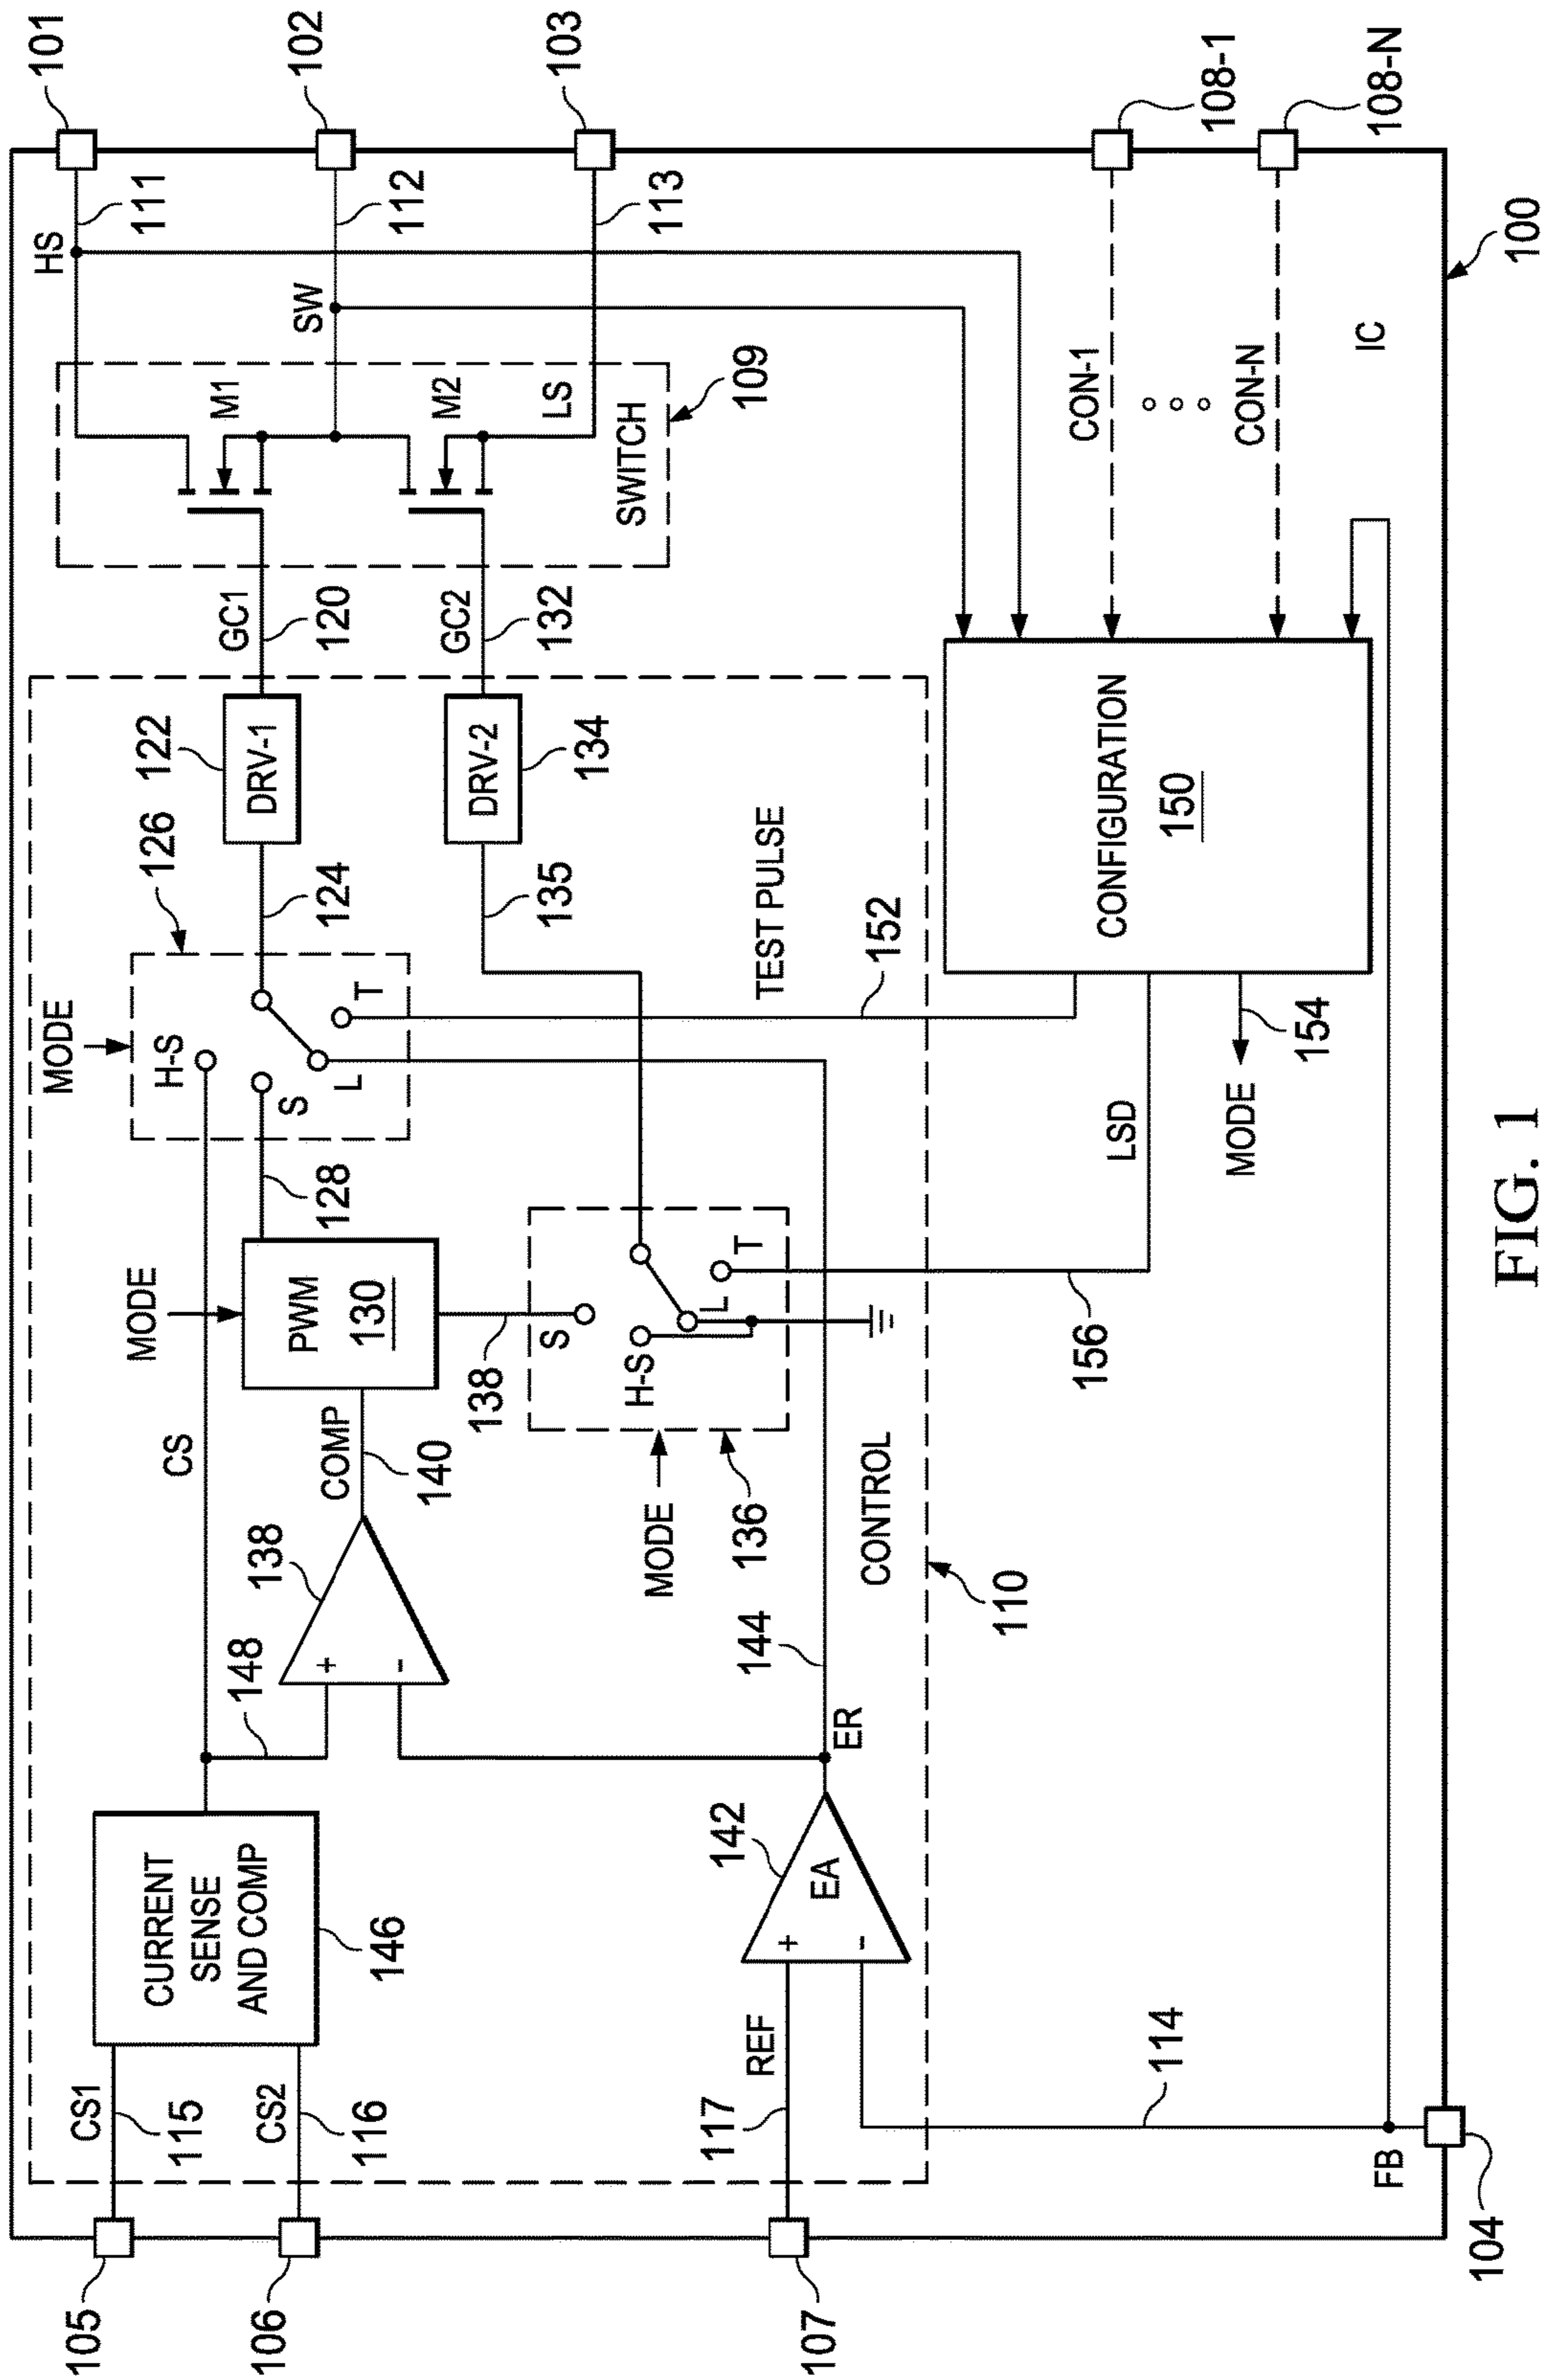 101
HS
111
MODE
105
CS1
115
CURRENT
SENSE
AND COMP
146
CS
148
MODE
H-S
126
122
M1
106
CS2
116
138
PWM
130
128
S
124
DRV-1
GC1
120
SW
112
102
+
-
COMP
140
L
T
M2
138
135
DRV-2
134
GC2
132
LS
113
103
S
H-S
L
T
SWITCH
109
MODE
136
107
117
REF
142
+
-
EA
144
ER
CONTROL
110
TEST PULSE
152
114
156
LSD
CONFIGURATION
150
CON-1
108-1
MODE
154
CON-N
108-N
FB
104
IC
100
FIG. 1